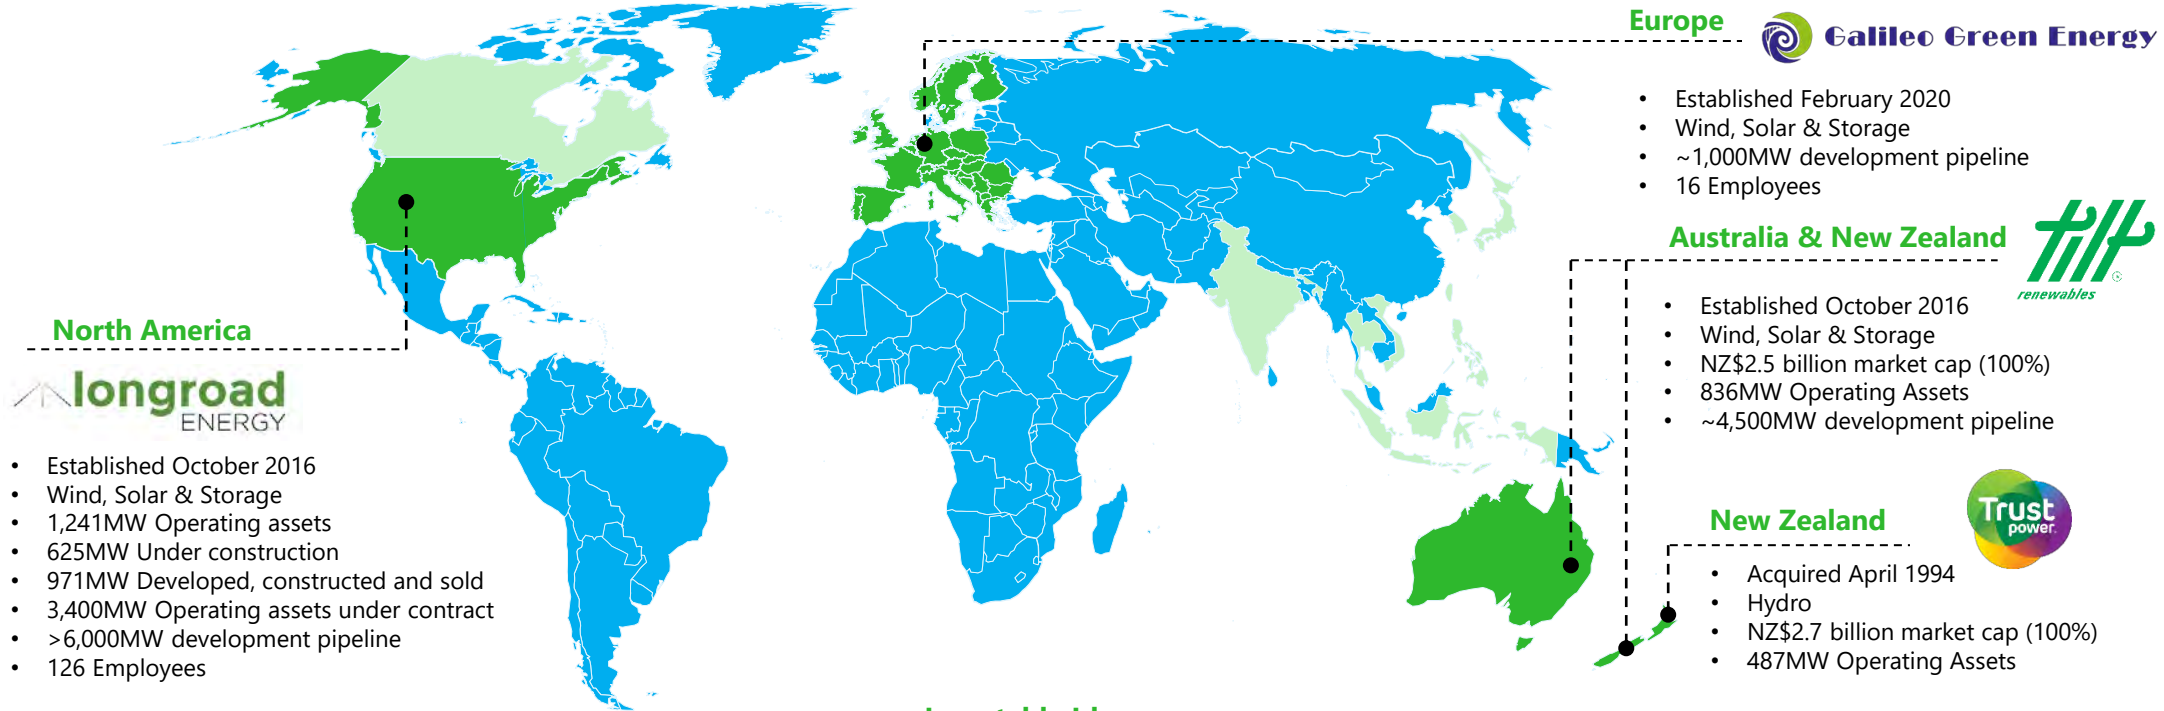 Europe
Galileo Green Energy
• Established February 2020
• Wind, Solar & Storage
• ~1,000MW development pipeline
• 16 Employees
Australia & New Zealand
tilt
renewables
• Established October 2016
• Wind, Solar & Storage
• NZ$2.5 billion market cap (100%)
• 836MW Operating Assets
• ~4,500MW development pipeline
North America
longroad
ENERGY
• Established October 2016
• Wind, Solar & Storage
• 1,241MW Operating assets
• 625MW Under construction
• 971MW Developed, constructed and sold
• 3,400MW Operating assets under contract
• >6,000MW development pipeline
• 126 Employees
New Zealand
Trust
power.
• Acquired April 1994
• Hydro
• NZ$2.7 billion market cap (100%)
• 487MW Operating Assets